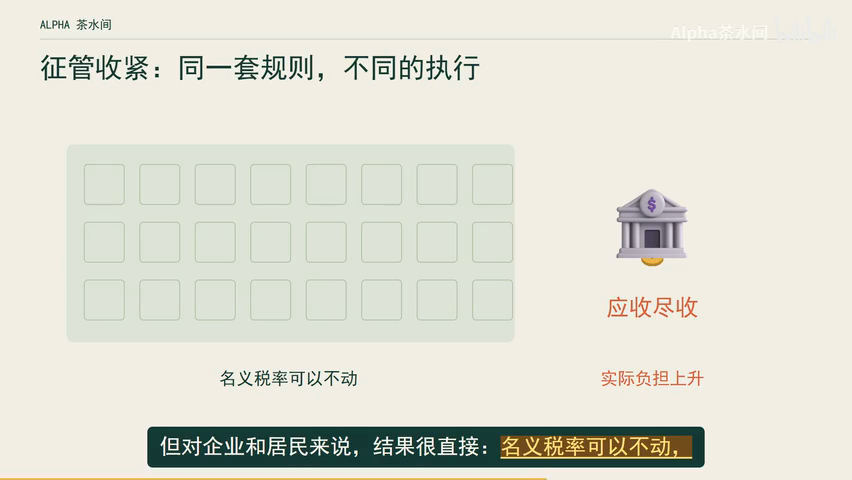 ALPHA 茶水间
Alpha茶水间
征管收紧：同一套规则，不同的执行
应收尽收
名义税率可以不动
实际负担上升
但对企业和居民来说，结果很直接：名义税率可以不动，